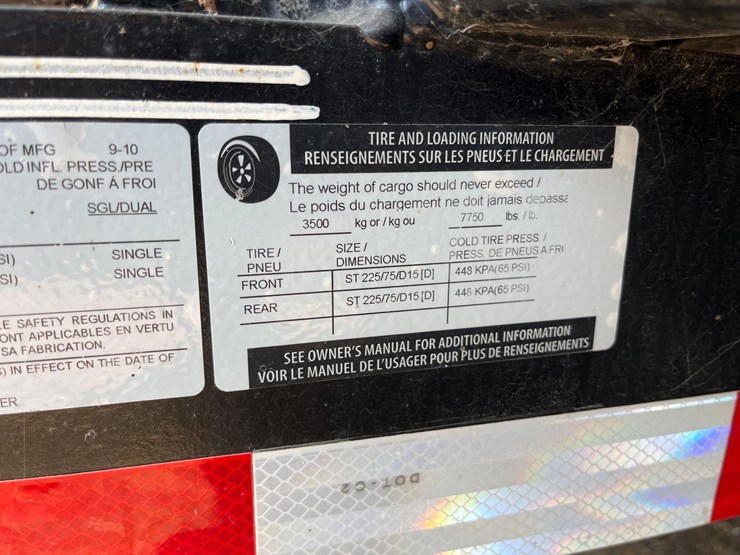 OF MFG 9-10
OLD INFL. PRESS./PRE
DE GONF Á FROI
SGL/DUAL
SI) SINGLE
SI) SINGLE
E SAFETY REGULATIONS IN
ONT APPLICABLES EN VERTU
SA FABRICATION.
) IN EFFECT ON THE DATE OF
ER
TIRE AND LOADING INFORMATION
RENSEIGNEMENTS SUR LES PNEUS ET LE CHARGEMENT
The weight of cargo should never exceed /
Le poids du chargement ne doit jamais depasse
3500 kg or / kg ou 7750 lbs. / lb.
TIRE / PNEU SIZE / DIMENSIONS COLD TIRE PRESS. / PRESS. DE PNEUS A FR
FRONT ST 225/75/D15 [D] 448 KPA(65 PSI)
REAR ST 225/75/D15 [D] 448 KPA(65 PSI)
SEE OWNER'S MANUAL FOR ADDITIONAL INFORMATION
VOIR LE MANUEL DE L'USAGER POUR PLUS DE RENSEIGNEMENTS
DOT-C2